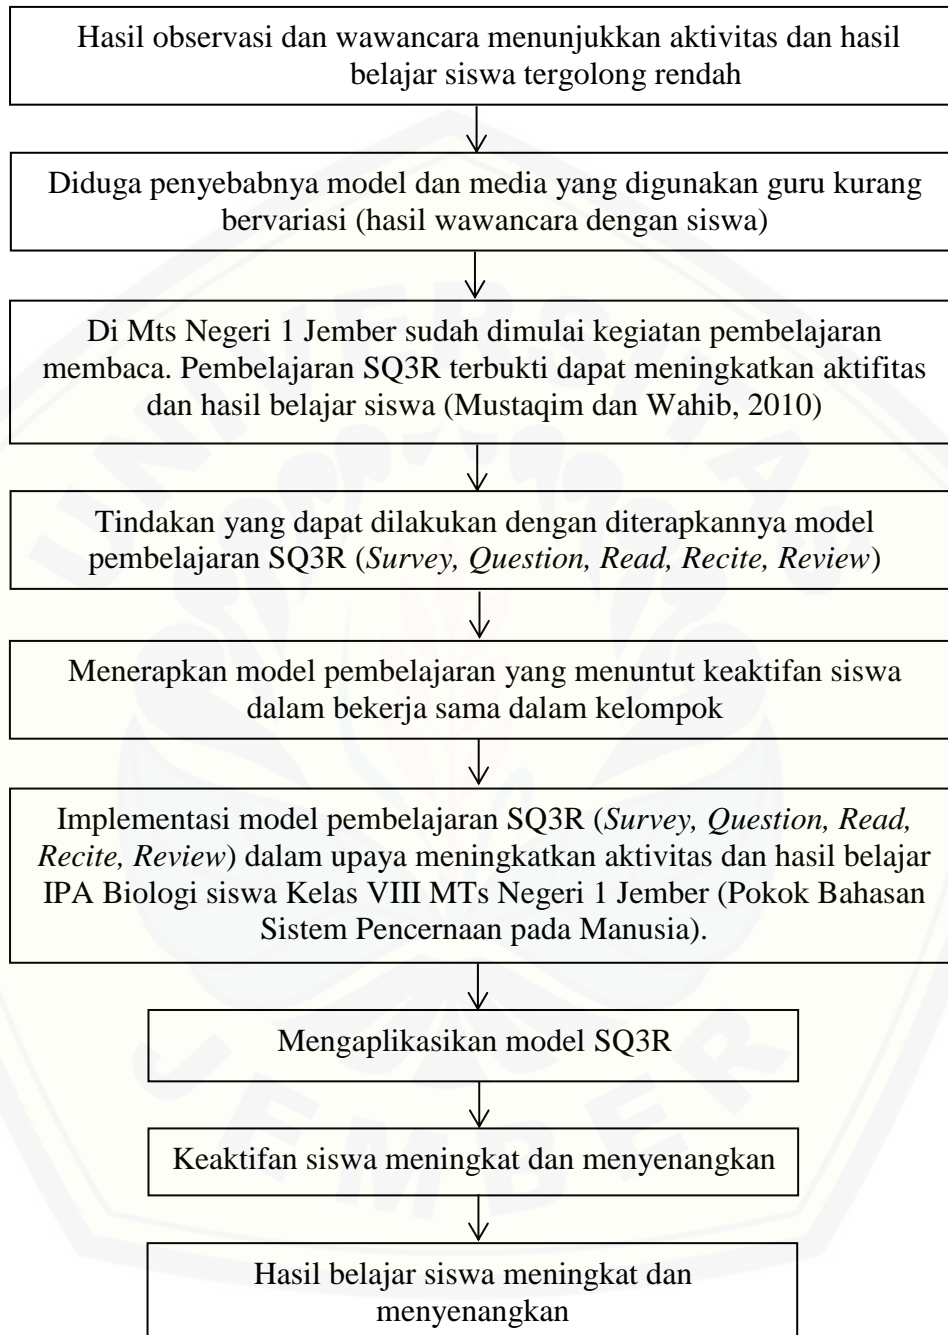 Hasil observasi dan wawancara menunjukkan aktivitas dan hasil
belajar siswa tergolong rendah
Diduga penyebabnya model dan media yang digunakan guru kurang
bervariasi (hasil wawancara dengan siswa)
Di Mts Negeri 1 Jember sudah dimulai kegiatan pembelajaran
membaca. Pembelajaran SQ3R terbukti dapat meningkatkan aktifitas
dan hasil belajar siswa (Mustaqim dan Wahib, 2010)
Tindakan yang dapat dilakukan dengan diterapkannya model
pembelajaran SQ3R (Survey, Question, Read, Recite, Review)
Menerapkan model pembelajaran yang menuntut keaktifan siswa
dalam bekerja sama dalam kelompok
Implementasi model pembelajaran SQ3R (Survey, Question, Read,
Recite, Review) dalam upaya meningkatkan aktivitas dan hasil belajar
IPA Biologi siswa Kelas VIII MTs Negeri 1 Jember (Pokok Bahasan
Sistem Pencernaan pada Manusia).
Mengaplikasikan model SQ3R
Keaktifan siswa meningkat dan menyenangkan
Hasil belajar siswa meningkat dan
menyenangkan
UNIVERSITAS
JEMBER